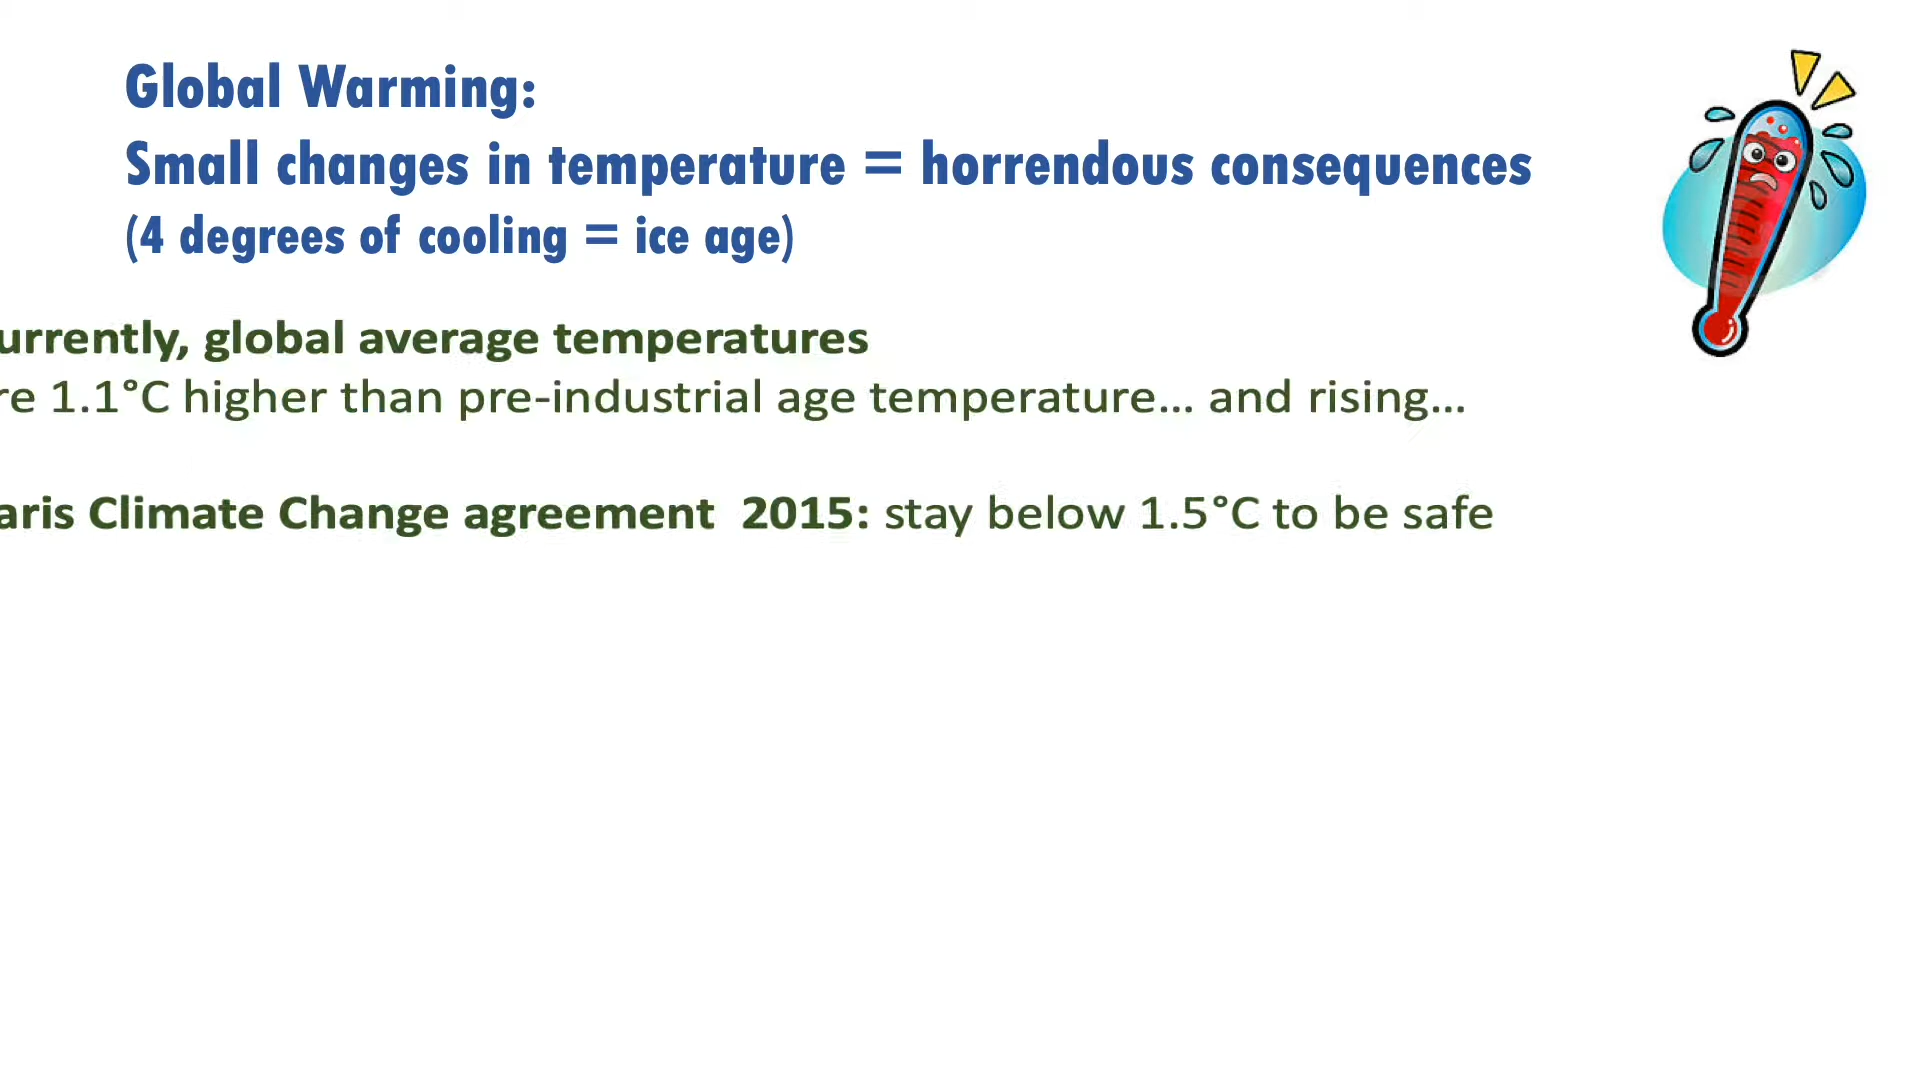 Global Warming:
Small changes in temperature = horrendous consequences
(4 degrees of cooling = ice age)
urrently, global average temperatures
re 1.1°C higher than pre-industrial age temperature... and rising...
aris Climate Change agreement  2015: stay below 1.5°C to be safe